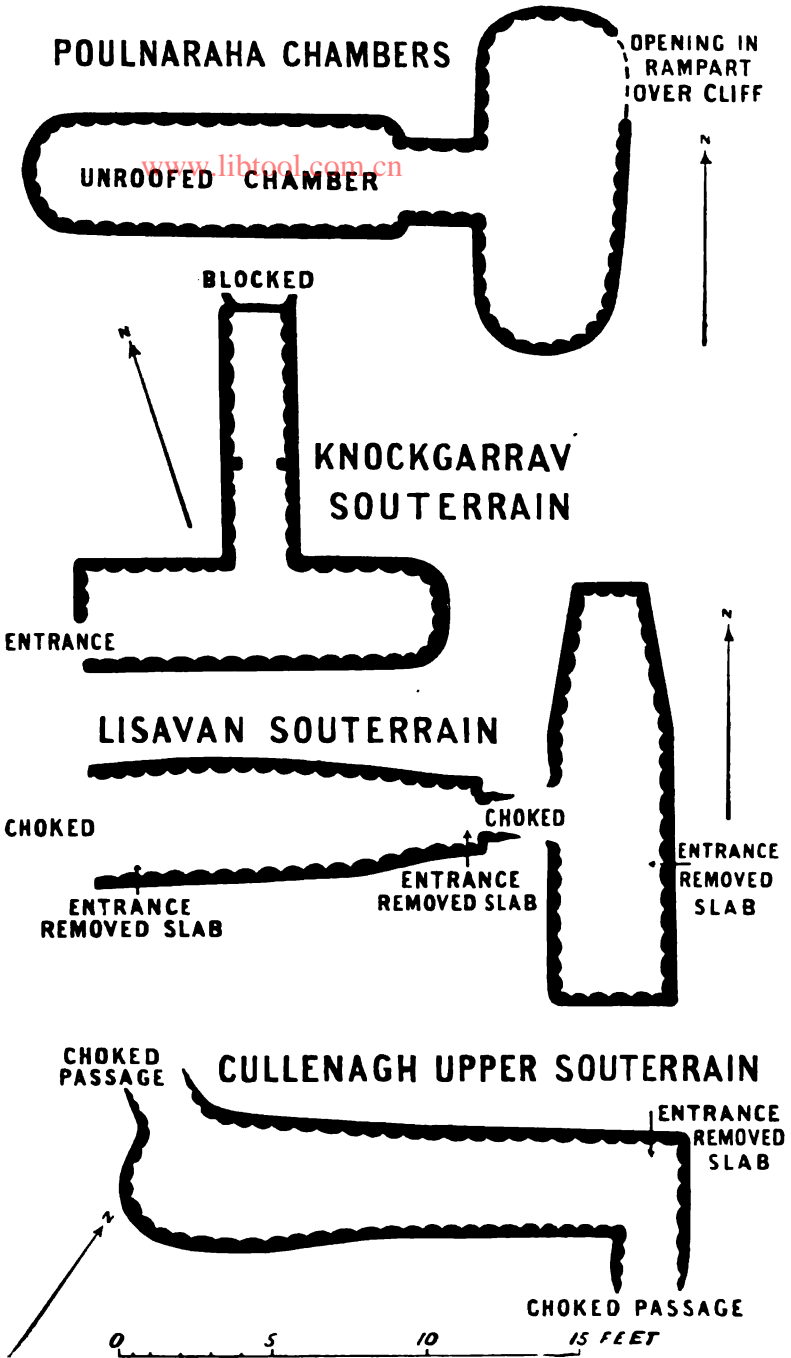 POULNARAHA CHAMBERS
OPENING IN
RAMPART
OVER CLIFF
www.libtool.com.cn
UNROOFED CHAMBER
N
BLOCKED
N
KNOCKGARRAV
SOUTERRAIN
ENTRANCE
N
LISAVAN SOUTERRAIN
CHOKED
CHOKED
ENTRANCE
REMOVED SLAB
ENTRANCE
REMOVED SLAB
ENTRANCE
REMOVED
SLAB
CHOKED
PASSAGE
CULLENAGH UPPER SOUTERRAIN
ENTRANCE
REMOVED
SLAB
N
CHOKED PASSAGE
0 5 10 15 FEET